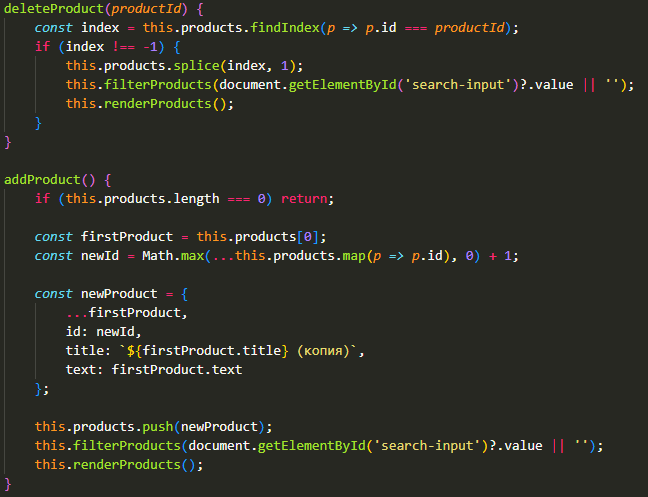 deleteProduct(productId) {
    const index = this.products.findIndex(p => p.id === productId);
    if (index !== -1) {
        this.products.splice(index, 1);
        this.filterProducts(document.getElementById('search-input')?.value || '');
        this.renderProducts();
    }
}

addProduct() {
    if (this.products.length === 0) return;

    const firstProduct = this.products[0];
    const newId = Math.max(...this.products.map(p => p.id), 0) + 1;

    const newProduct = {
        ...firstProduct,
        id: newId,
        title: `${firstProduct.title} (копия)`,
        text: firstProduct.text
    };

    this.products.push(newProduct);
    this.filterProducts(document.getElementById('search-input')?.value || '');
    this.renderProducts();
}